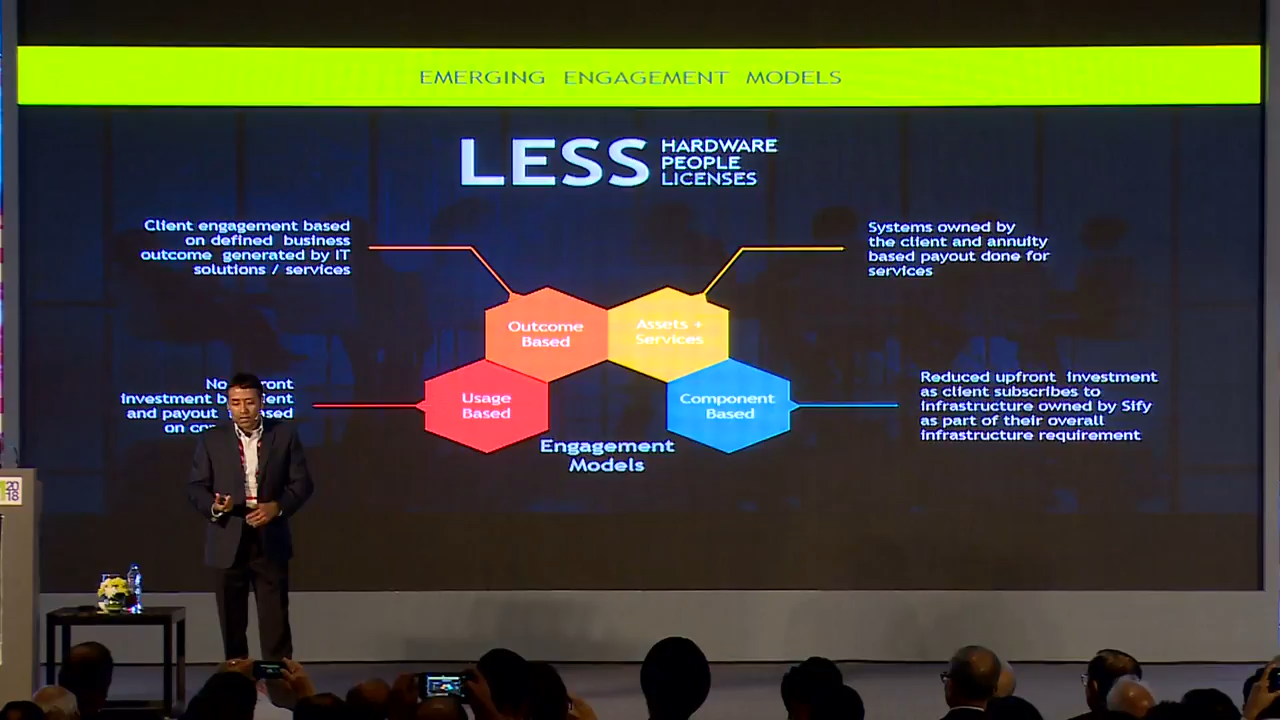 EMERGING ENGAGEMENT MODELS
LESS
HARDWARE
PEOPLE
LICENSES
Client engagement based
on defined business
outcome generated by IT
solutions / services
Systems owned by
the client and annuity
based payout done for
services
Outcome
Based
Assets +
Services
investment
and payout
on
Usage
Based
Component
Based
Reduced upfront investment
as client subscribes to
infrastructure owned by Sify
as part of their overall
infrastructure requirement
Engagement
Models
2018